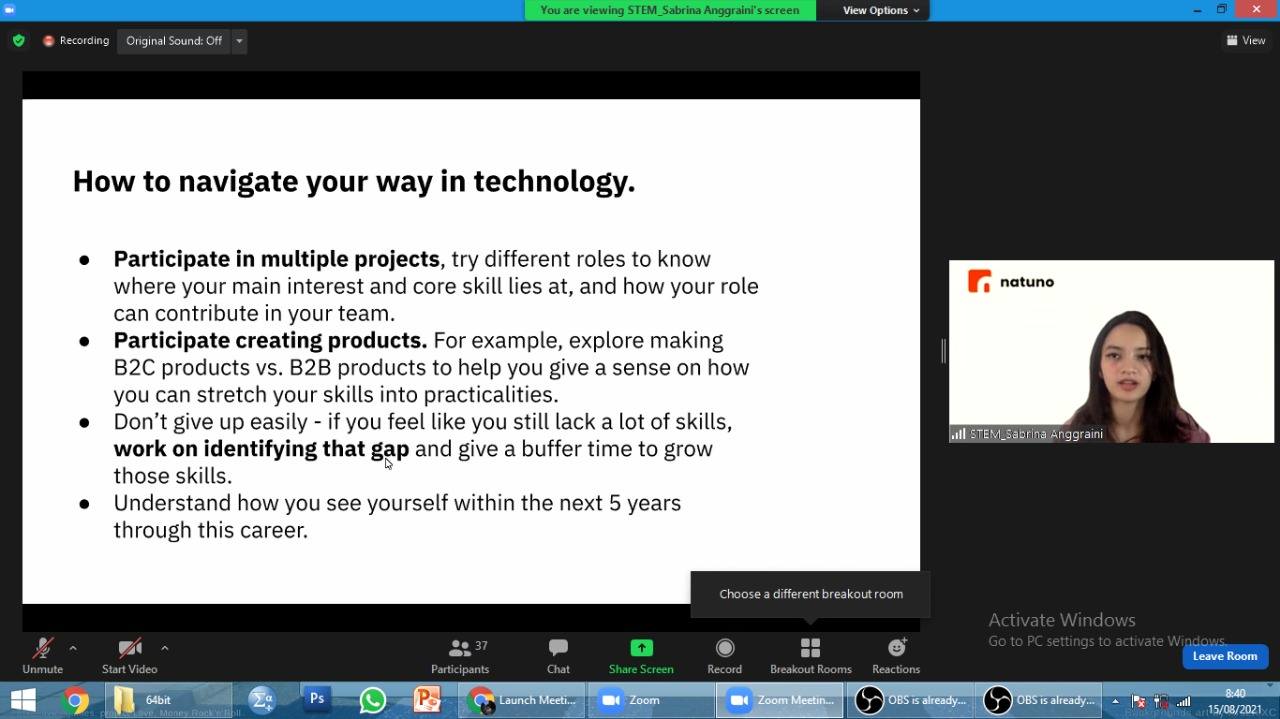 You are viewing STEM_Sabrina Anggraini's screen
View Options
Recording
Original Sound: Off
View
How to navigate your way in technology.
● Participate in multiple projects, try different roles to know
where your main interest and core skill lies at, and how your role
can contribute in your team.
● Participate creating products. For example, explore making
B2C products vs. B2B products to help you give a sense on how
you can stretch your skills into practicalities.
● Don't give up easily - if you feel like you still lack a lot of skills,
work on identifying that gap and give a buffer time to grow
those skills.
● Understand how you see yourself within the next 5 years
through this career.
natuno
STEM_Sabrina Anggraini
Choose a different breakout room
Activate Windows
Go to PC settings to activate Windows.
Unmute
Start Video
37
Participants
Chat
Share Screen
Record
Breakout Rooms
Reactions
Leave Room
64bit
Ps
Launch Meeti...
Zoom
Zoom Meetin...
OBS is already...
OBS is already...
8:40
15/08/2021